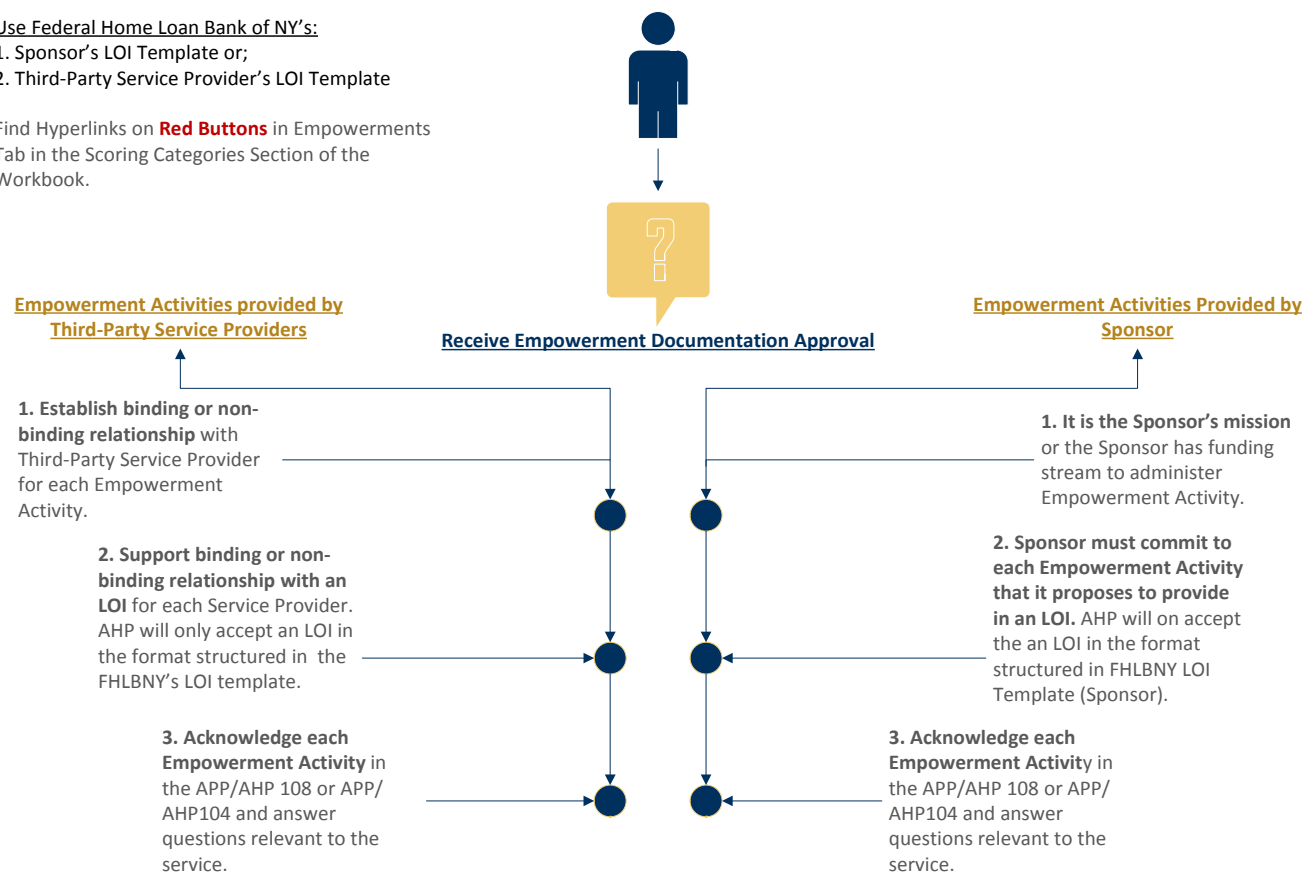 Use Federal Home Loan Bank of NY's:
1. Sponsor's LOI Template or;
2. Third-Party Service Provider's LOI Template
Find Hyperlinks on Red Buttons in Empowerments
Tab in the Scoring Categories Section of the
Workbook.
?
Empowerment Activities provided by
Third-Party Service Providers
Receive Empowerment Documentation Approval
Empowerment Activities Provided by
Sponsor
1. Establish binding or non-
binding relationship with
Third-Party Service Provider
for each Empowerment
Activity.
2. Support binding or non-
binding relationship with an
LOI for each Service Provider.
AHP will only accept an LOI in
the format structured in the
FHLBNY's LOI template.
3. Acknowledge each
Empowerment Activity in
the APP/AHP 108 or APP/
AHP104 and answer
questions relevant to the
service.
1. It is the Sponsor's mission
or the Sponsor has funding
stream to administer
Empowerment Activity.
2. Sponsor must commit to
each Empowerment Activity
that it proposes to provide
in an LOI. AHP will on accept
the an LOI in the format
structured in FHLBNY LOI
Template (Sponsor).
3. Acknowledge each
Empowerment Activity in
the APP/AHP 108 or APP/
AHP104 and answer
questions relevant to the
service.